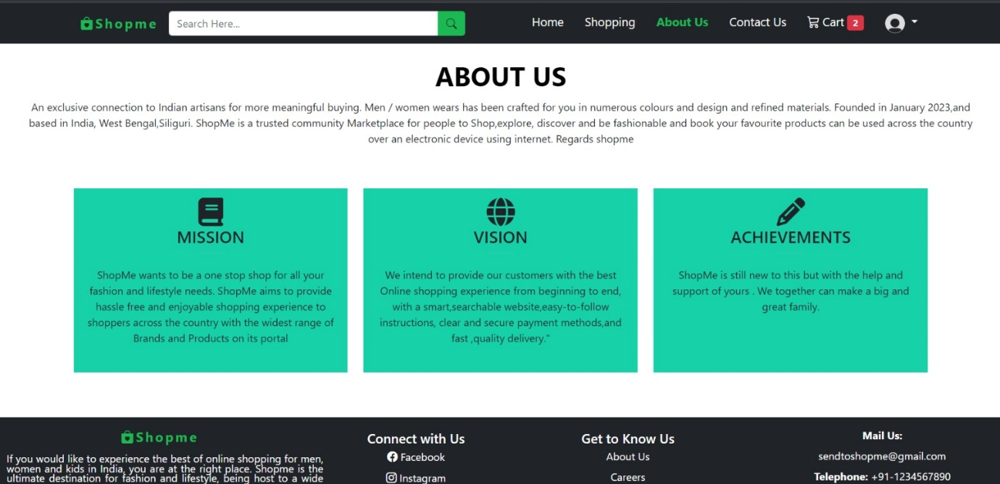 Shopme
Search Here...
Home
Shopping
About Us
Contact Us
Cart 2
ABOUT US
An exclusive connection to Indian artisans for more meaningful buying. Men / women wears has been crafted for you in numerous colours and design and refined materials. Founded in January 2023,and
based in India, West Bengal,Siliguri. ShopMe is a trusted community Marketplace for people to Shop,explore, discover and be fashionable and book your favourite products can be used across the country
over an electronic device using internet. Regards shopme
MISSION
ShopMe wants to be a one stop shop for all your
fashion and lifestyle needs. ShopMe aims to provide
hassle free and enjoyable shopping experience to
shoppers across the country with the widest range of
Brands and Products on its portal
VISION
We intend to provide our customers with the best
Online shopping experience from beginning to end,
with a smart,searchable website,easy-to-follow
instructions, clear and secure payment methods,and
fast ,quality delivery."
ACHIEVEMENTS
ShopMe is still new to this but with the help and
support of yours . We together can make a big and
great family.
Shopme
If you would like to experience the best of online shopping for men,
women and kids in India, you are at the right place. Shopme is the
ultimate destination for fashion and lifestyle, being host to a wide
Connect with Us
Facebook
Instagram
Get to Know Us
About Us
Careers
Mail Us:
sendtoshopme@gmail.com
Telephone: +91-1234567890